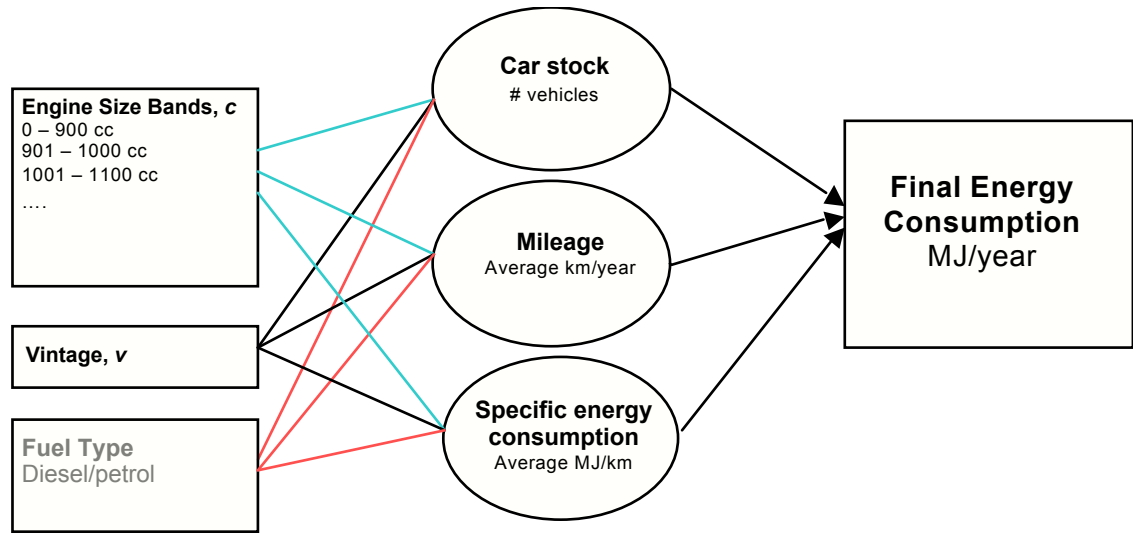 Engine Size Bands, c
0 – 900 cc
901 – 1000 cc
1001 – 1100 cc
....
Vintage, v
Fuel Type
Diesel/petrol
Car stock
# vehicles
Mileage
Average km/year
Specific energy
consumption
Average MJ/km
Final Energy
Consumption
MJ/year